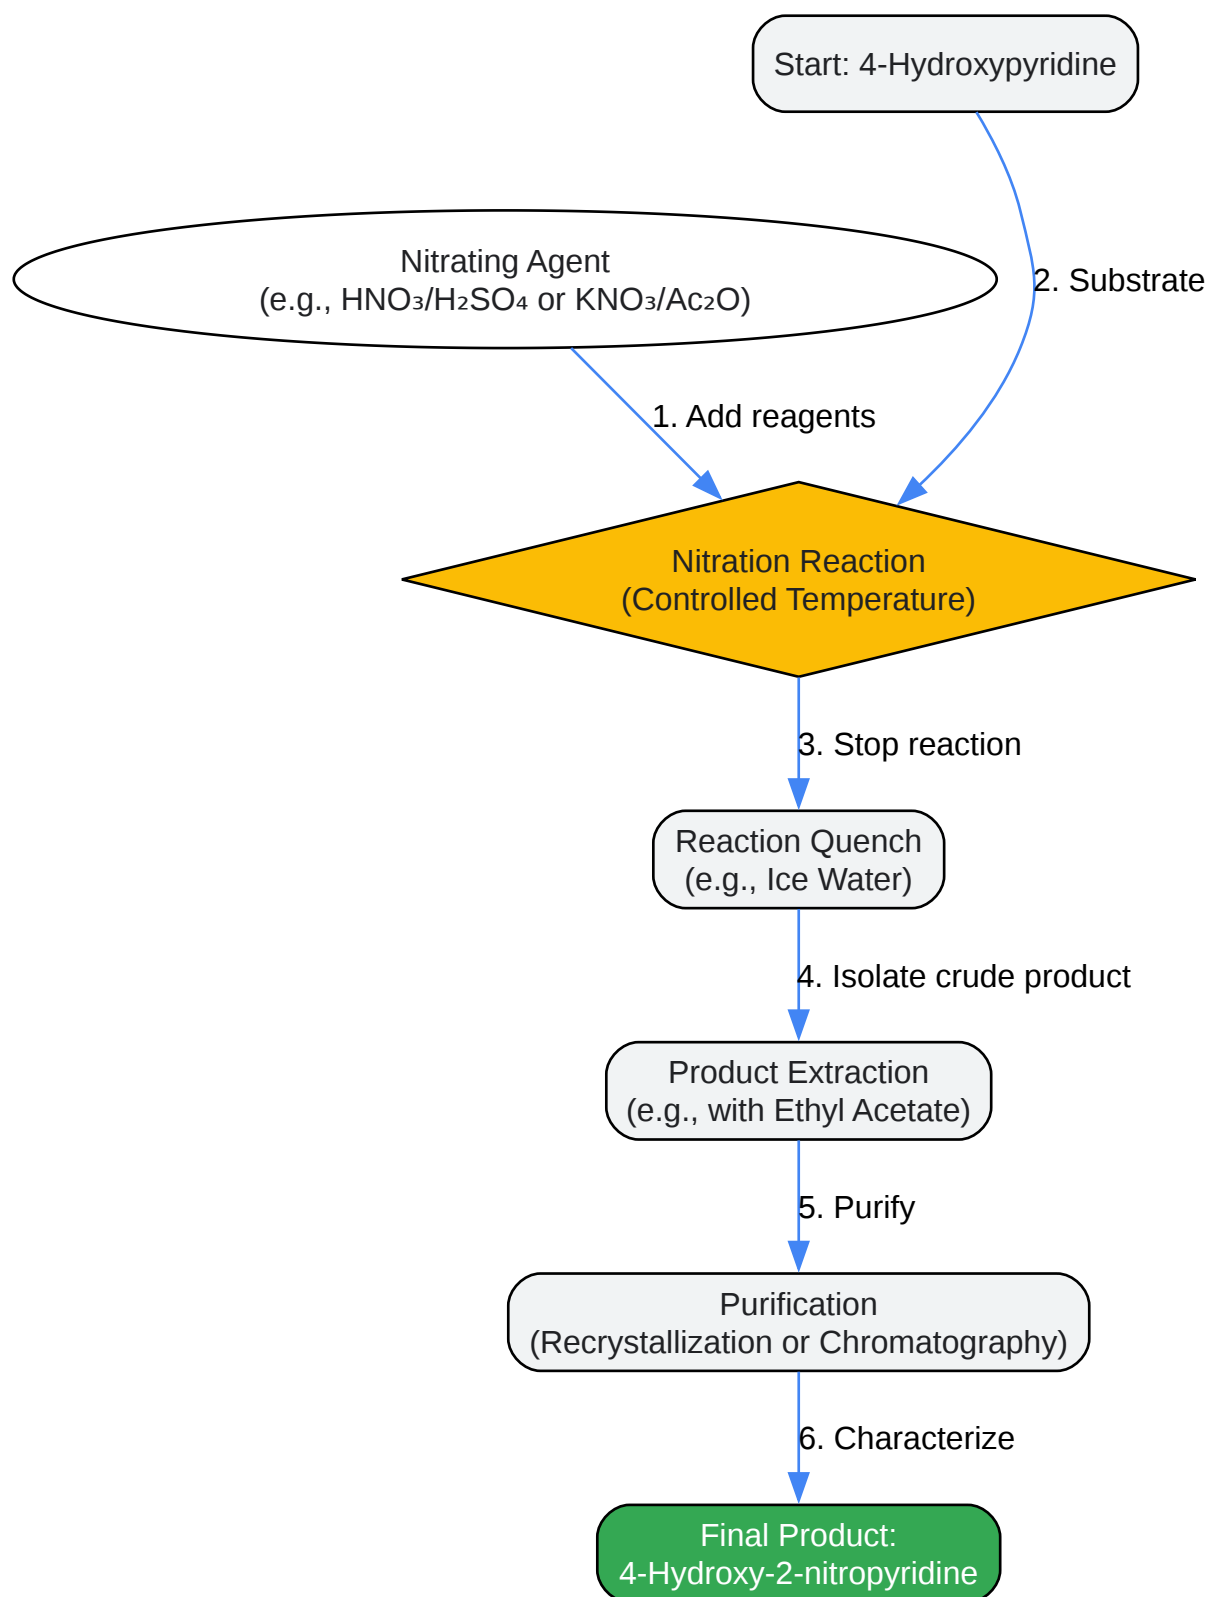 Start: 4-Hydroxypyridine
Nitrating Agent
(e.g., HNO₃/H₂SO₄ or KNO₃/Ac₂O)
2. Substrate
1. Add reagents
Nitration Reaction
(Controlled Temperature)
3. Stop reaction
Reaction Quench
(e.g., Ice Water)
4. Isolate crude product
Product Extraction
(e.g., with Ethyl Acetate)
5. Purify
Purification
(Recrystallization or Chromatography)
6. Characterize
Final Product:
4-Hydroxy-2-nitropyridine